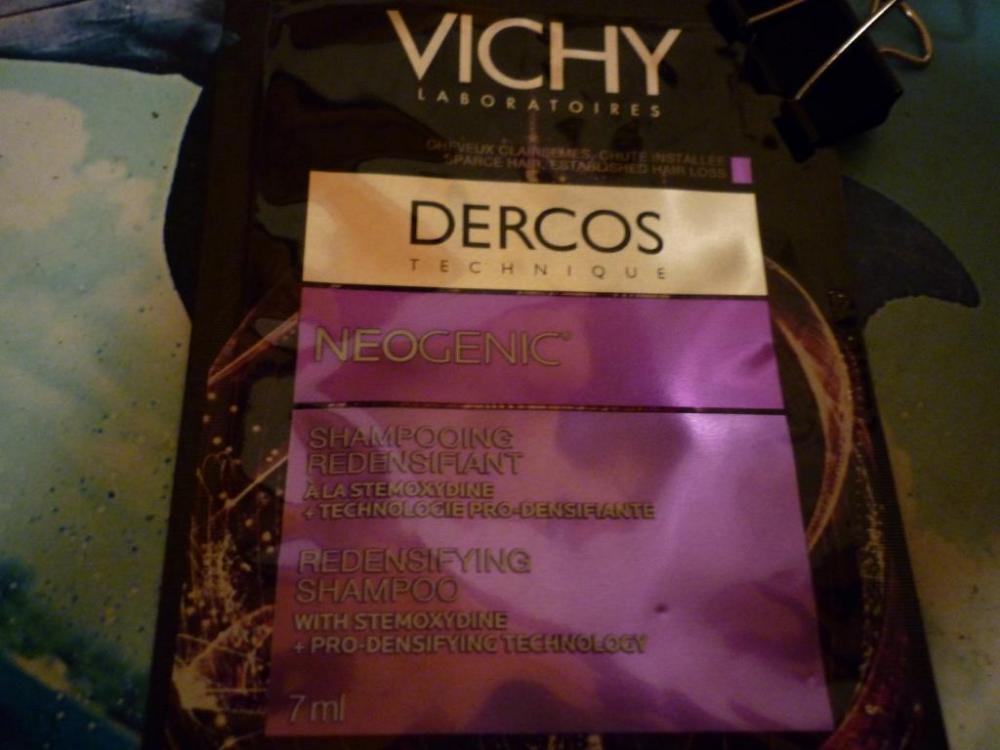 VICHY
LABORATOIRES
CHEVEUX CLAIRSEMÉS, CHUTE INSTALLÉE
SPARCE HAIR, ESTABLISHED HAIR LOSS
DERCOS
TECHNIQUE
NEOGENIC®
SHAMPOOING
REDENSIFIANT
À LA STEMOXYDINE
+ TECHNOLOGIE PRO-DENSIFIANTE
REDENSIFYING
SHAMPOO
WITH STEMOXYDINE
+ PRO-DENSIFYING TECHNOLOGY
7 ml